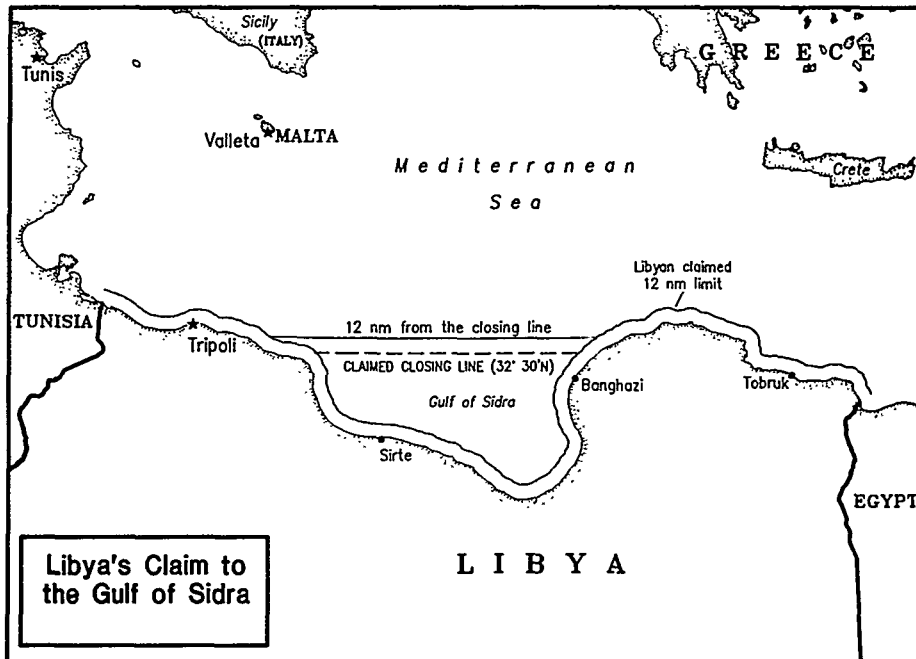 Sicily
(ITALY)
G R E E C E
Tunis
Valleta
MALTA
Mediterranean
Sea
Crete
Libyan claimed
12 nm limit
TUNISIA
Tripoli
12 nm from the closing line
CLAIMED CLOSING LINE (32° 30'N)
Gulf of Sidra
Banghazi
Tobruk
Sirte
EGYPT
L I B Y A
Libya's Claim to
the Gulf of Sidra